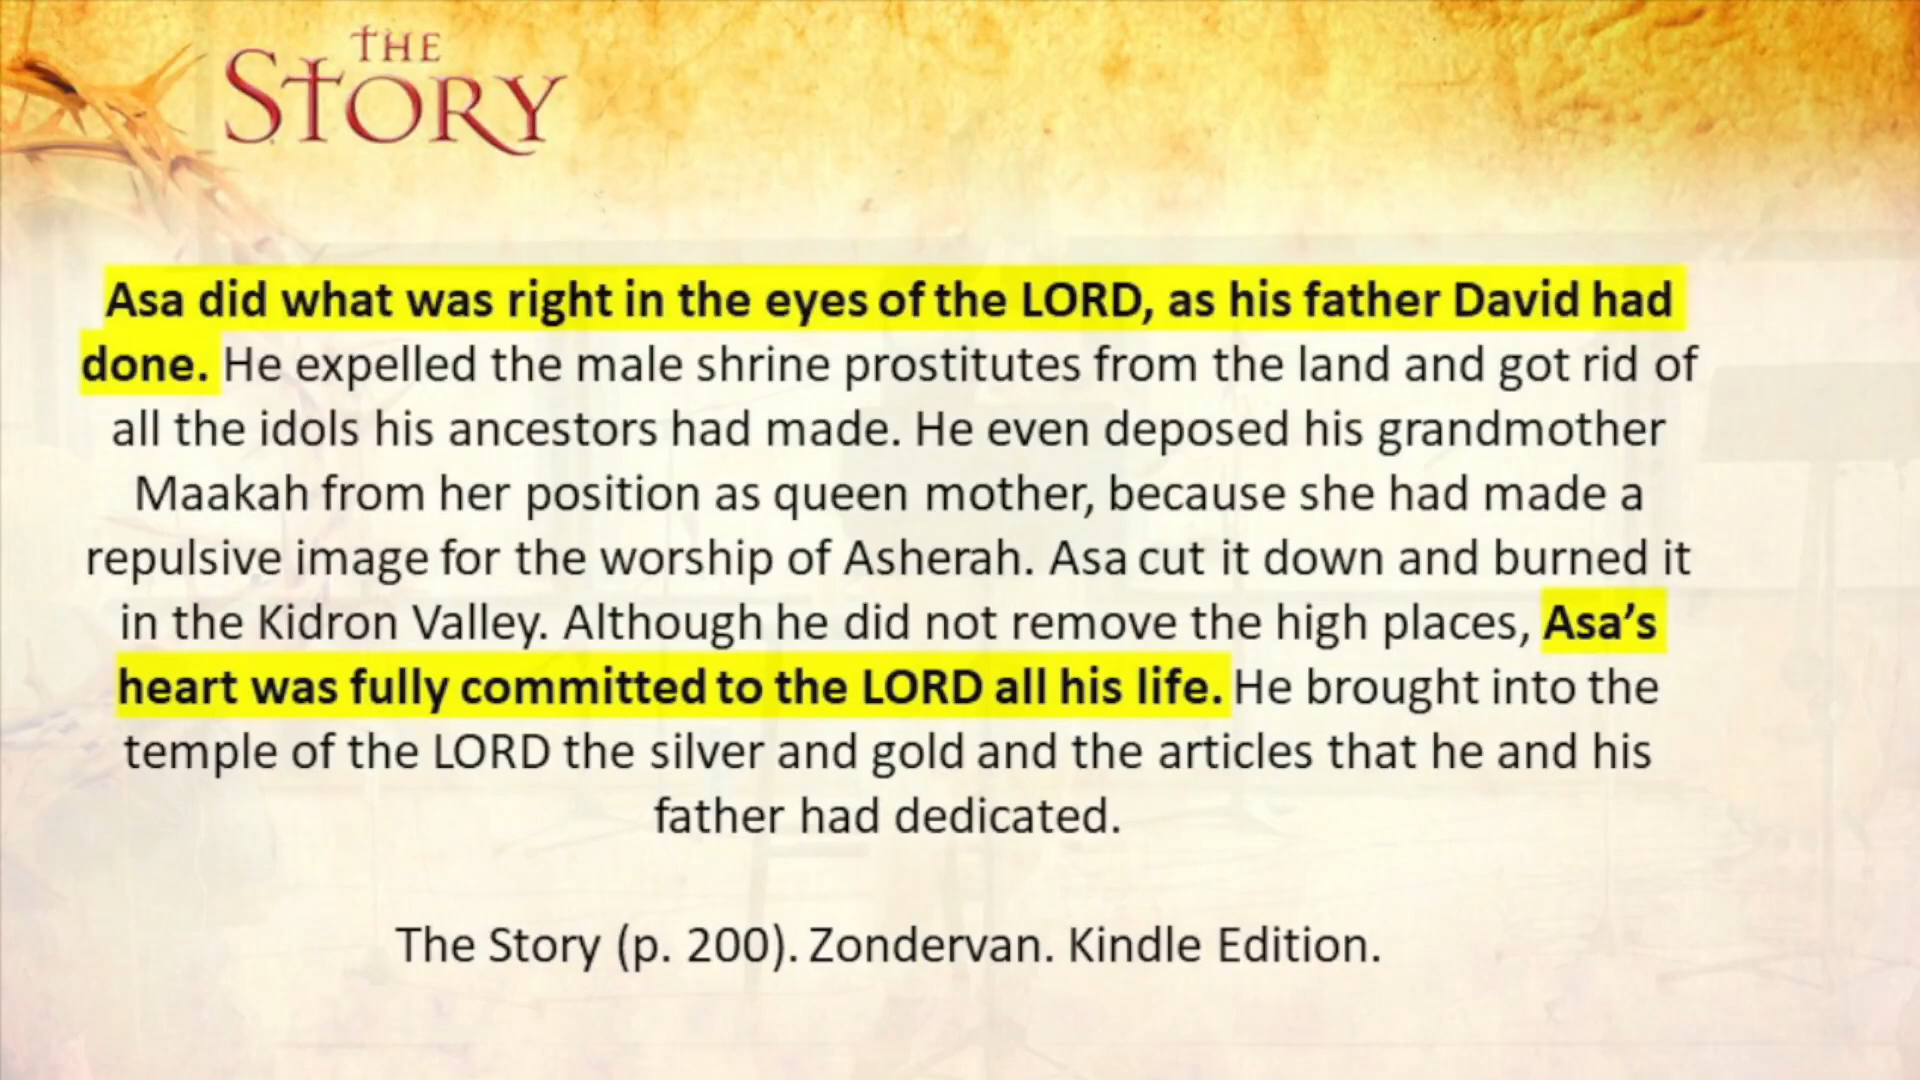 THE
STORY
Asa did what was right in the eyes of the LORD, as his father David had
done. He expelled the male shrine prostitutes from the land and got rid of
all the idols his ancestors had made. He even deposed his grandmother
Maakah from her position as queen mother, because she had made a
repulsive image for the worship of Asherah. Asa cut it down and burned it
in the Kidron Valley. Although he did not remove the high places, Asa’s
heart was fully committed to the LORD all his life. He brought into the
temple of the LORD the silver and gold and the articles that he and his
father had dedicated.
The Story (p. 200). Zondervan. Kindle Edition.